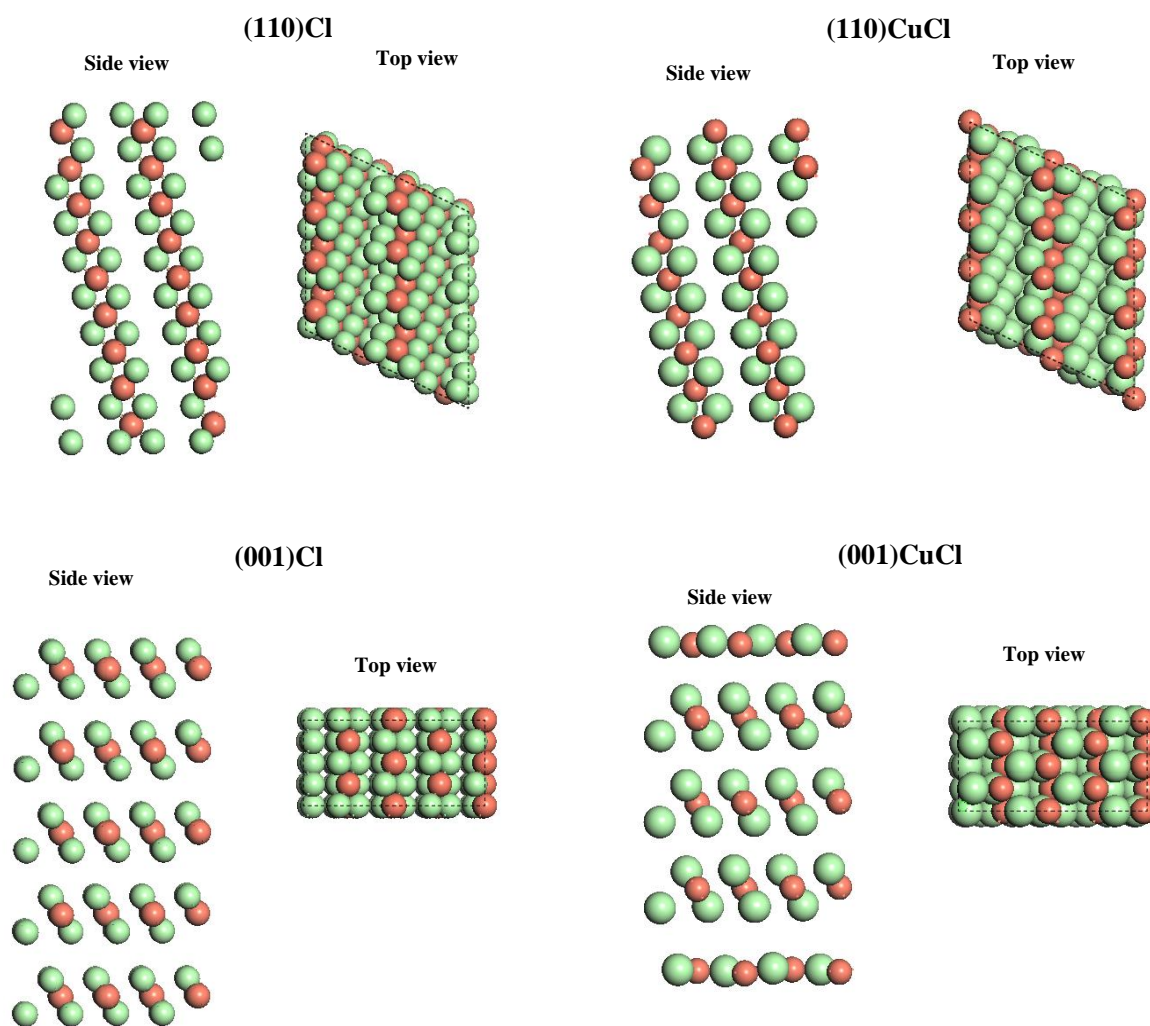 (110)Cl
Side view
Top view
(110)CuCl
Side view
Top view
(001)Cl
Side view
Top view
(001)CuCl
Side view
Top view